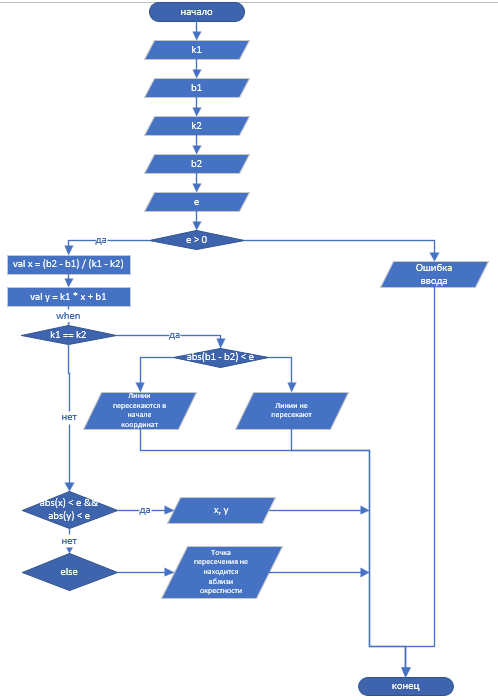 начало
k1
b1
k2
b2
e
e > 0
да
val x = (b2 - b1) / (k1 - k2)
Ошибка
ввода
val y = k1 * x + b1
when
k1 == k2
да
abs(b1 - b2) < e
Линии
пересекаются в
начале
координат
Линии не
пересекают
нет
abs(x) < e &&
abs(y) < e
да
x, y
нет
else
Точка
пересечения не
находится
вблизи
окрестности
конец